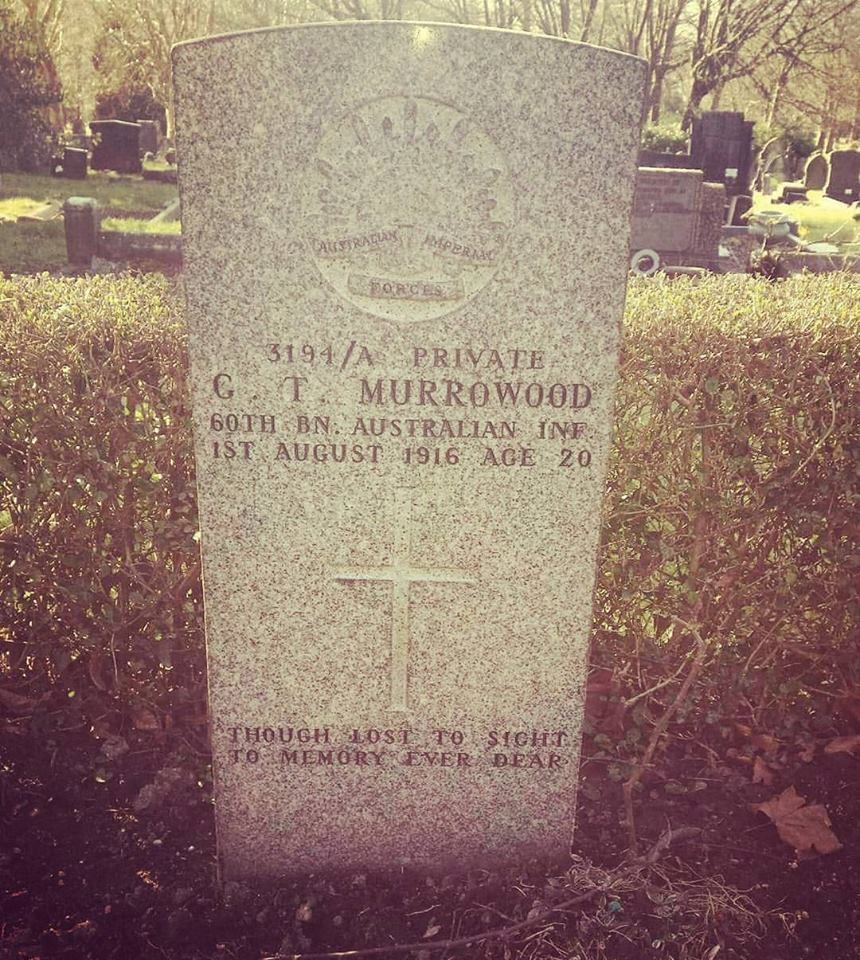 AUSTRALIAN IMPERIAL
FORCES
3194/A PRIVATE
G. T. MURROWOOD
60TH BN. AUSTRALIAN INF.
1ST AUGUST 1916 AGE 20
THOUGH LOST TO SIGHT
TO MEMORY EVER DEAR